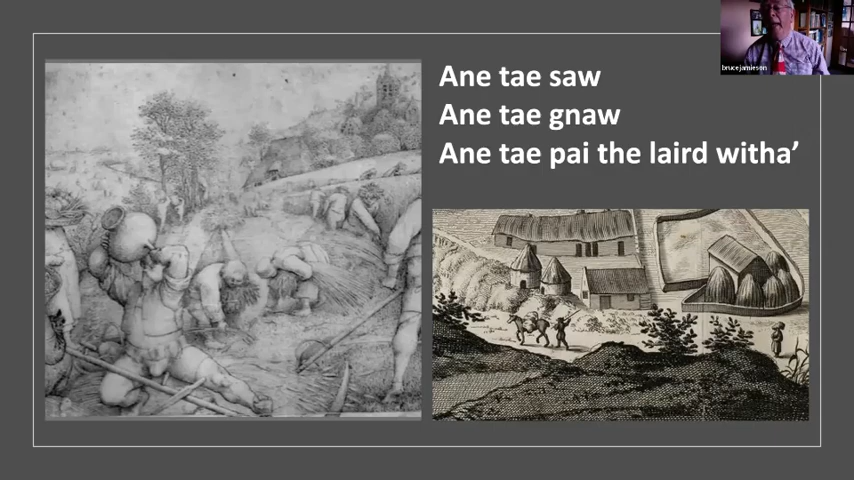 brucejamieson
Ane tae saw
Ane tae gnaw
Ane tae pai the laird witha’